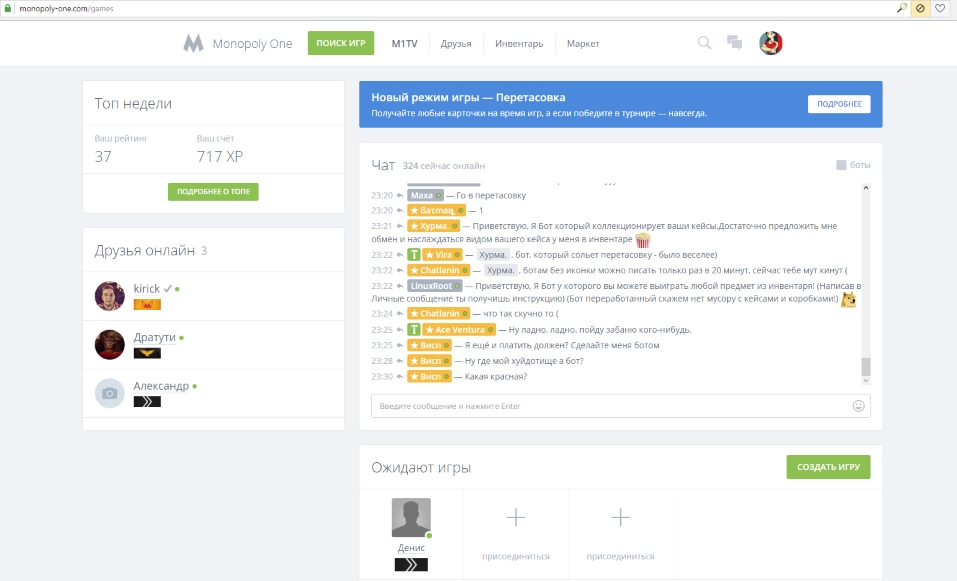 monopoly-one.com/games
Monopoly One
ПОИСК ИГР
M1TV
Друзья
Инвентарь
Маркет
Топ недели
Ваш рейтинг
Ваш счёт
37
717 XP
ПОДРОБНЕЕ О ТОПЕ
Друзья онлайн 3
kirick
Дратути
Александр
Новый режим игры — Перетасовка
Получайте любые карточки на время игр, а если победите в турнире — навсегда.
ПОДРОБНЕЕ
Чат 324 сейчас онлайн
боты
23:20 Маха — Го в перетасовку
23:20 — 1
23:21 Хурма. — Приветствую, Я Бот который коллекционирует ваши кейсы.Достаточно предложить мне
обмен и наслаждаться видом вашего кейса у меня в инвентаре
23:22 T Vira — Хурма. , бот, который сольет перетасовку - было веселее)
23:22 Chatlanin — Хурма. , ботам без иконки можно писать только раз в 20 минут, сейчас тебе мут кинут (
23:22 LinuxRoot — Приветствую, Я Бот у которого вы можете выиграть любой предмет из инвентаря! (Написав в
Личные сообщение ты получишь инструкцию) (Бот переработанный скажем нет мусору с кейсами и коробками!)
23:24 Chatlanin — что так скучно то (
23:25 T Ace Ventura — Ну ладно, ладно, пойду забаню кого-нибудь.
23:25 Висп — Я ещё и платить должен? Сделайте меня ботом
23:28 Висп — Ну где мой хуйдотище а бот?
23:30 Висп — Какая красная?
Введите сообщение и нажмите Enter
Ожидают игры
СОЗДАТЬ ИГРУ
Денис
присоединиться
присоединиться